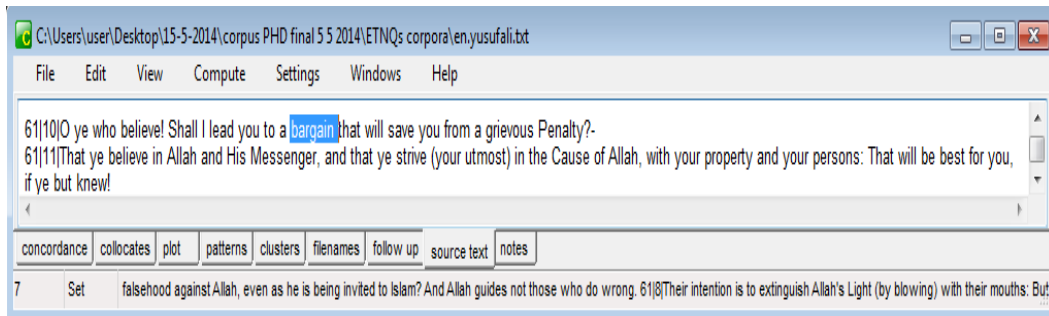 C:\Users\user\Desktop\15-5-2014\corpus PHD final 5 5 2014\ETNQs corpora\en.yusufali.txt
File Edit View Compute Settings Windows Help
61|10|O ye who believe! Shall I lead you to a bargain that will save you from a grievous Penalty?-
61|11|That ye believe in Allah and His Messenger, and that ye strive (your utmost) in the Cause of Allah, with your property and your persons: That will be best for you,
if ye but knew!
concordance collocates plot patterns clusters filenames follow up source text notes
7 Set falsehood against Allah, even as he is being invited to Islam? And Allah guides not those who do wrong. 61|8|Their intention is to extinguish Allah's Light (by blowing) with their mouths: But